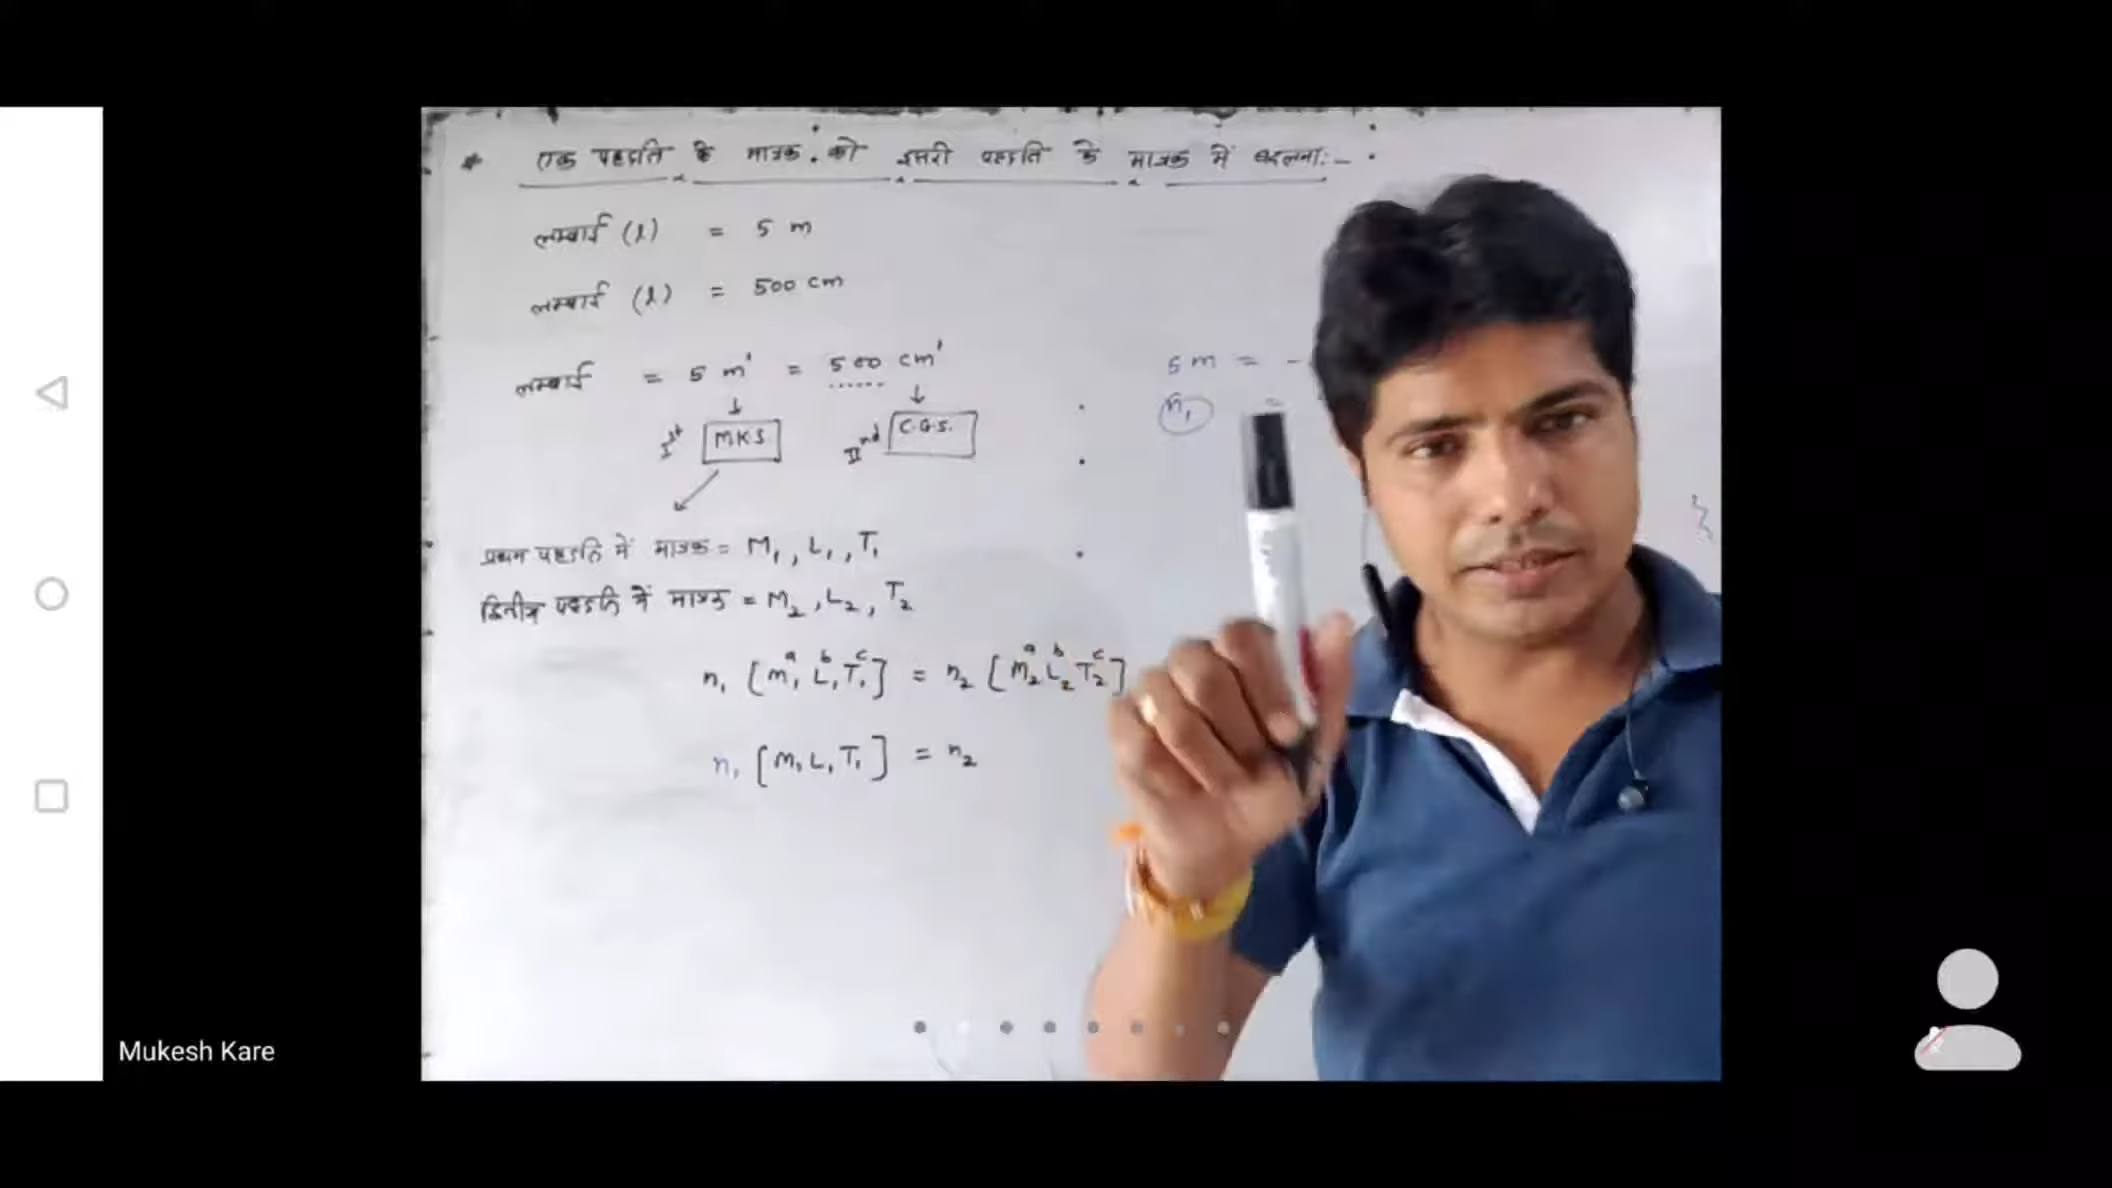 * एक पद्धति के मात्रक को दूसरी पद्धति के मात्रक में बदलना:-
लम्बाई (l) = 5 m
लम्बाई (l) = 500 cm
लम्बाई = 5 m¹ = 500 cm¹
5 m = -
n₁ =
Iˢᵗ M.K.S. IIⁿᵈ C.G.S.
प्रथम पद्धति में मात्रक = M₁, L₁, T₁
द्वितीय पद्धति में मात्रक = M₂, L₂, T₂
n₁ [M₁ᵃ L₁ᵇ T₁ᶜ] = n₂ [M₂ᵃ L₂ᵇ T₂ᶜ]
n₁ [M₁ L₁ T₁] = n₂
Mukesh Kare